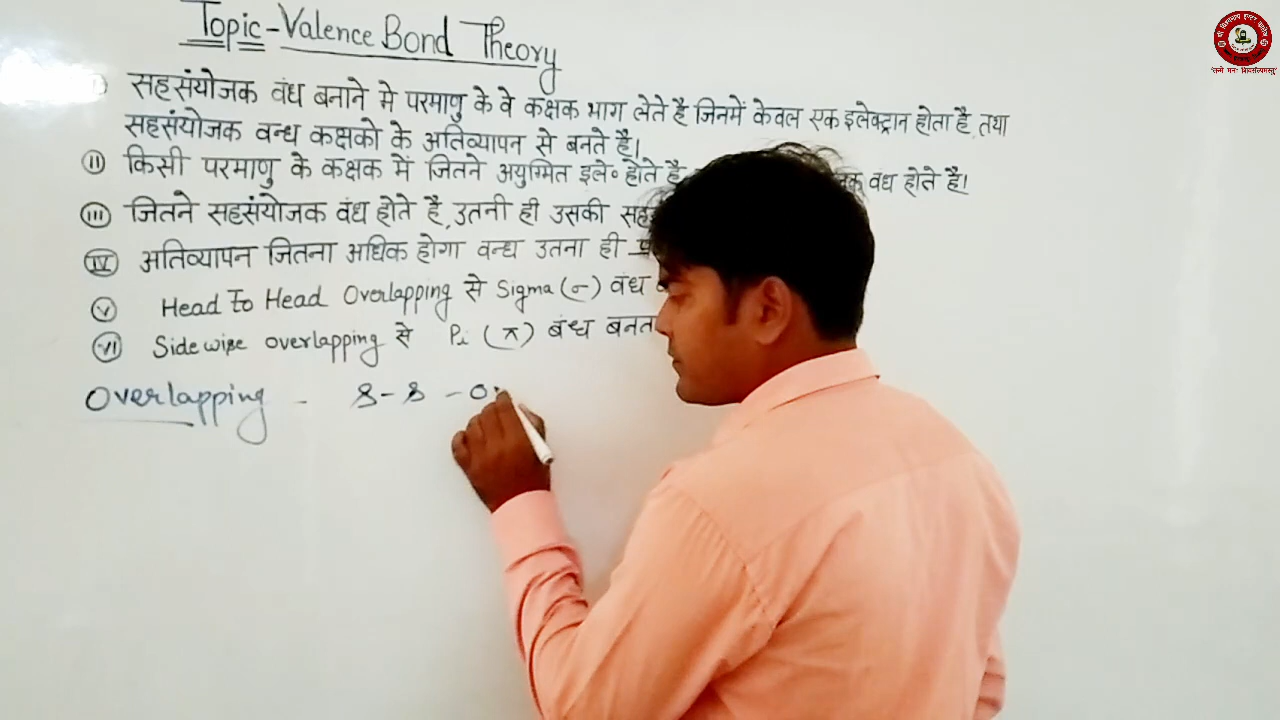 Topic - Valence Bond Theory
सहसंयोजक वंध बनाने मे परमाणु के वे कक्षक भाग लेते है जिनमें केवल एक इलेक्ट्रान होता है, तथा
सहसंयोजक वन्ध कक्षको के अतिव्यापन से बनते है।
II किसी परमाणु के कक्षक में जितने अयुग्मित इले० होते है वंध होते है।
III जितने सहसंयोजक वंध होते है, उतनी ही उसकी
IV अतिव्यापन जितना अधिक होगा वन्ध उतना ही
V Head to Head Overlapping से Sigma (σ) वंध
VI Sidewise overlapping से Pi (π) बंध
Overlapping - s-s -